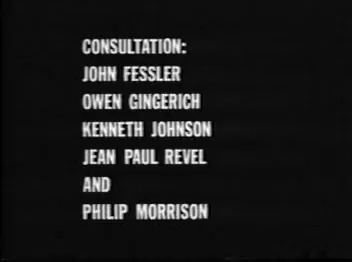 CONSULTATION:
JOHN FESSLER
OWEN GINGERICH
KENNETH JOHNSON
JEAN PAUL REVEL
AND
PHILIP MORRISON